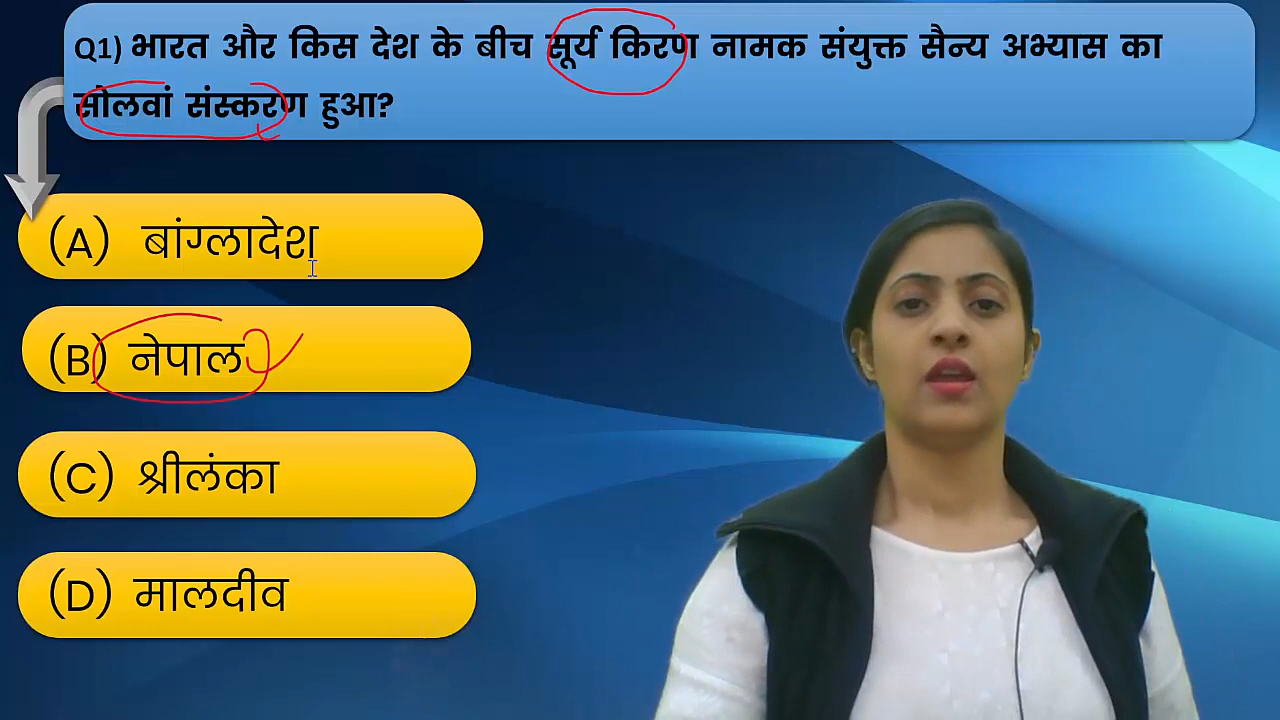 Q1) भारत और किस देश के बीच सूर्य किरण नामक संयुक्त सैन्य अभ्यास का
सोलवां संस्करण हुआ?
(A) बांग्लादेश
(B) नेपाल
(C) श्रीलंका
(D) मालदीव